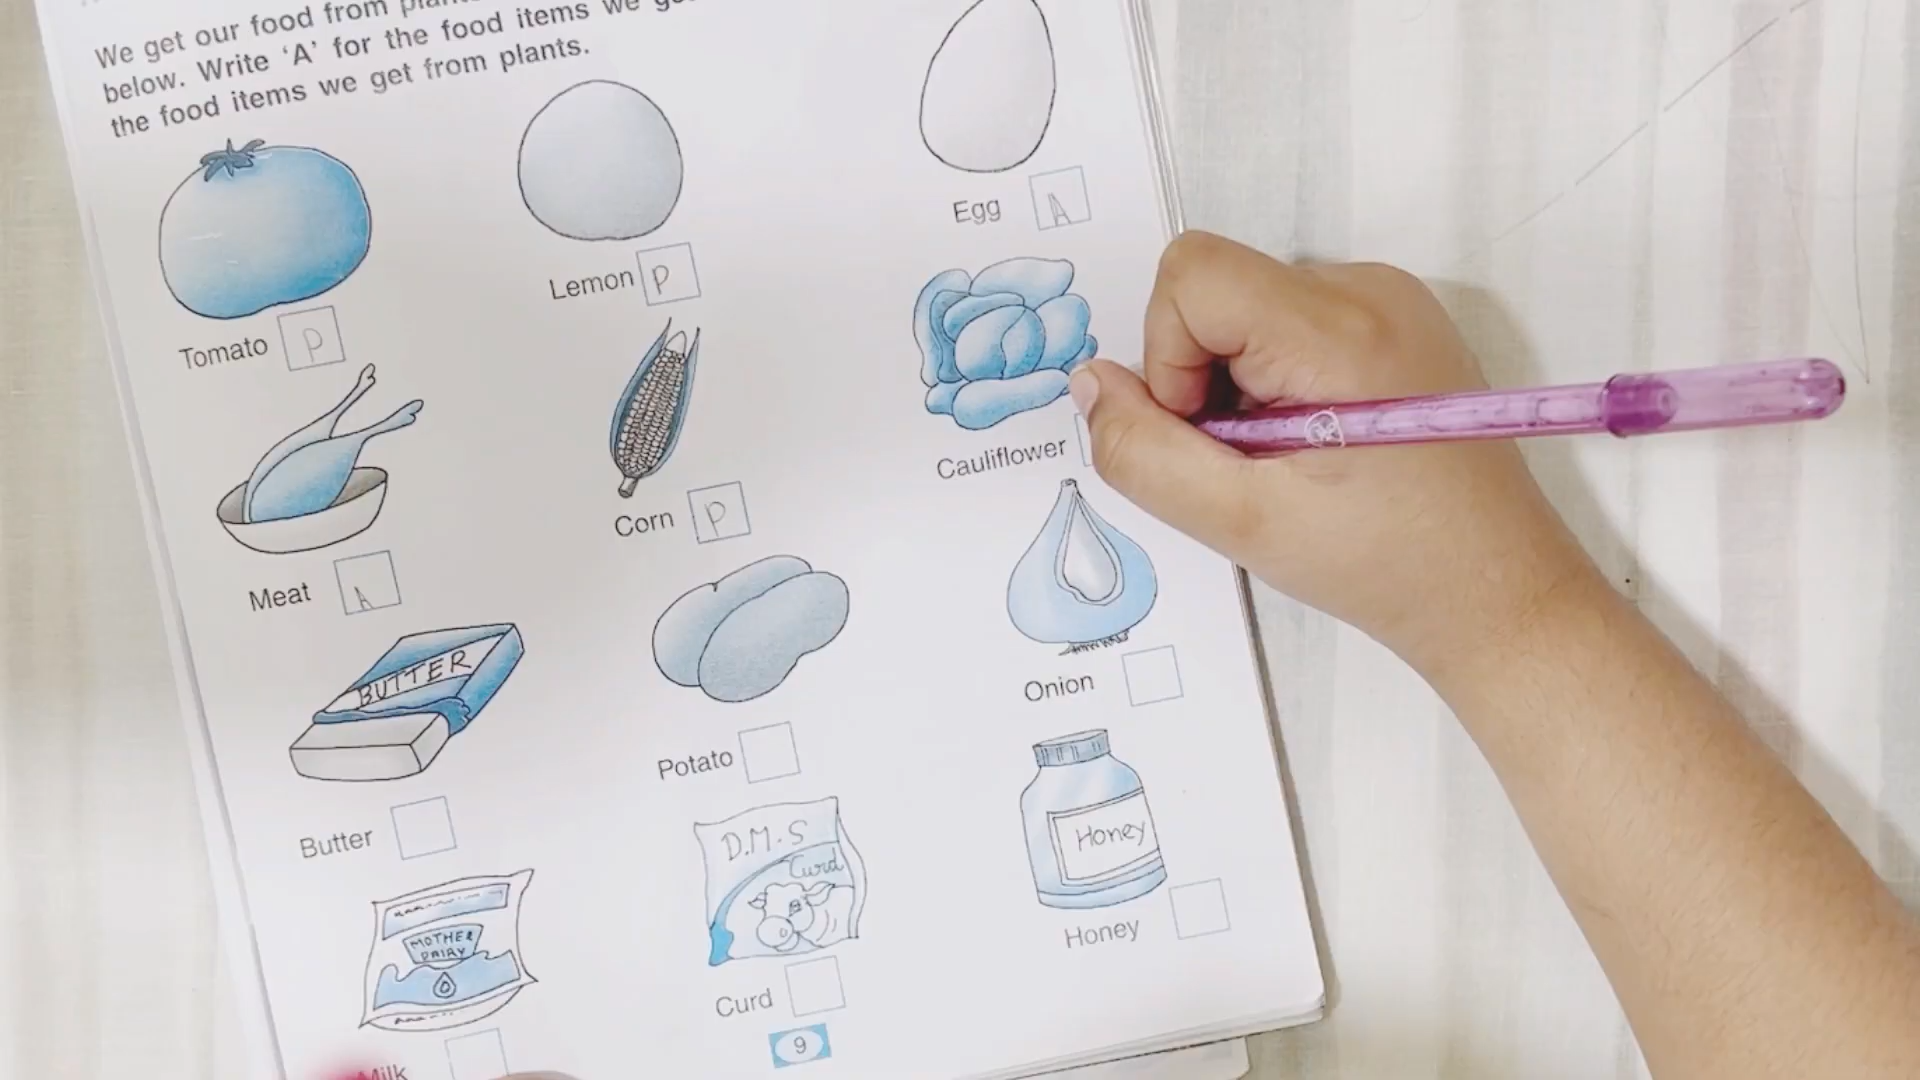 We get our food from
below. Write 'A' for the food items we
the food items we get from plants.
Tomato P
Lemon P
Egg A
Meat A
Corn P
Cauliflower
BUTTER
Butter
Potato
Onion
MOTHER
DAIRY
Milk
D.M.S
Curd
Curd
Honey
Honey
9